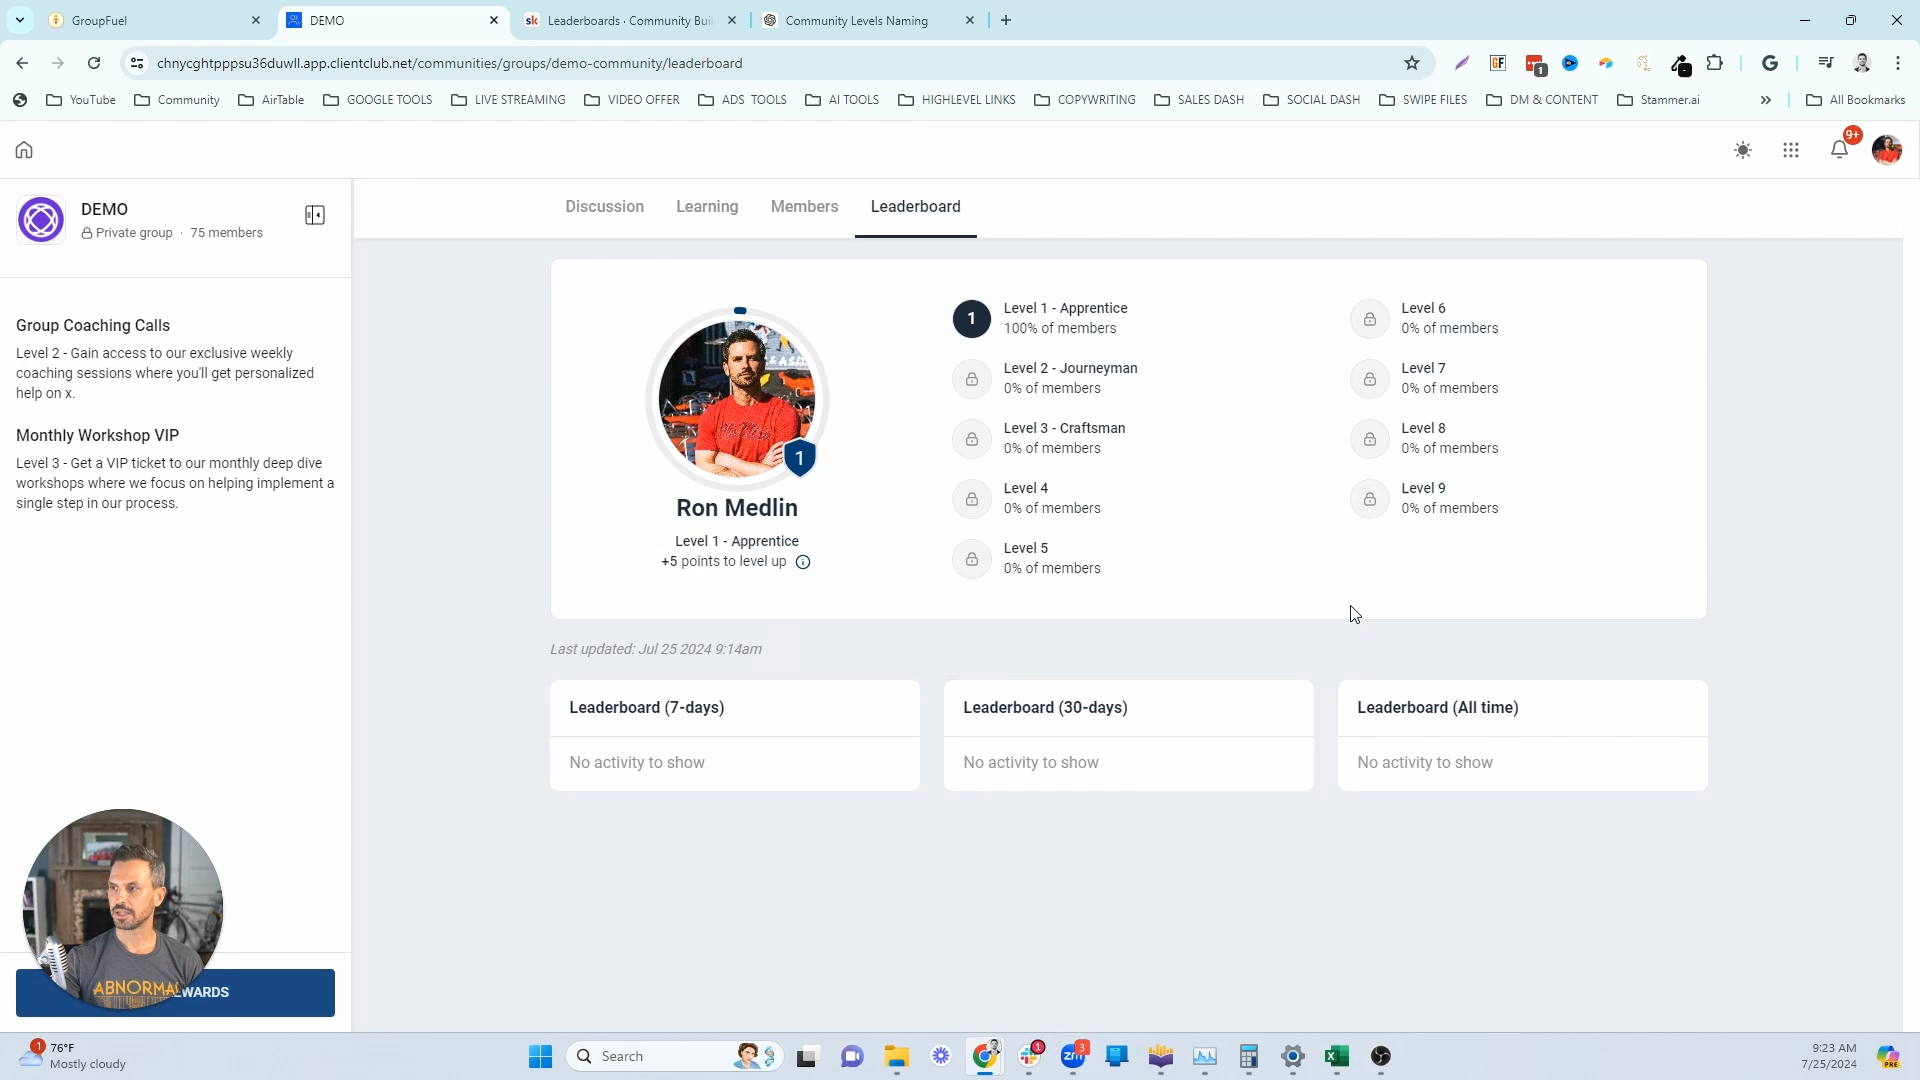 GroupFuel
DEMO
sk Leaderboards · Community Buil
Community Levels Naming
chnycghtpppsu36duwll.app.clientclub.net/communities/groups/demo-community/leaderboard
GF
1
YouTube
Community
AirTable
GOOGLE TOOLS
LIVE STREAMING
VIDEO OFFER
ADS TOOLS
AI TOOLS
HIGHLEVEL LINKS
COPYWRITING
SALES DASH
SOCIAL DASH
SWIPE FILES
DM & CONTENT
Stammer.ai
All Bookmarks
9+
DEMO
Private group · 75 members
Discussion
Learning
Members
Leaderboard
Group Coaching Calls
Level 2 - Gain access to our exclusive weekly
coaching sessions where you'll get personalized
help on x.
Monthly Workshop VIP
Level 3 - Get a VIP ticket to our monthly deep dive
workshops where we focus on helping implement a
single step in our process.
1
Ron Medlin
Level 1 - Apprentice
+5 points to level up
1
Level 1 - Apprentice
100% of members
Level 2 - Journeyman
0% of members
Level 3 - Craftsman
0% of members
Level 4
0% of members
Level 5
0% of members
Level 6
0% of members
Level 7
0% of members
Level 8
0% of members
Level 9
0% of members
Last updated: Jul 25 2024 9:14am
Leaderboard (7-days)
No activity to show
Leaderboard (30-days)
No activity to show
Leaderboard (All time)
No activity to show
ABNORMAL
WARDS
1
76°F
Mostly cloudy
Search
1
zm
3
9:23 AM
7/25/2024
PRE